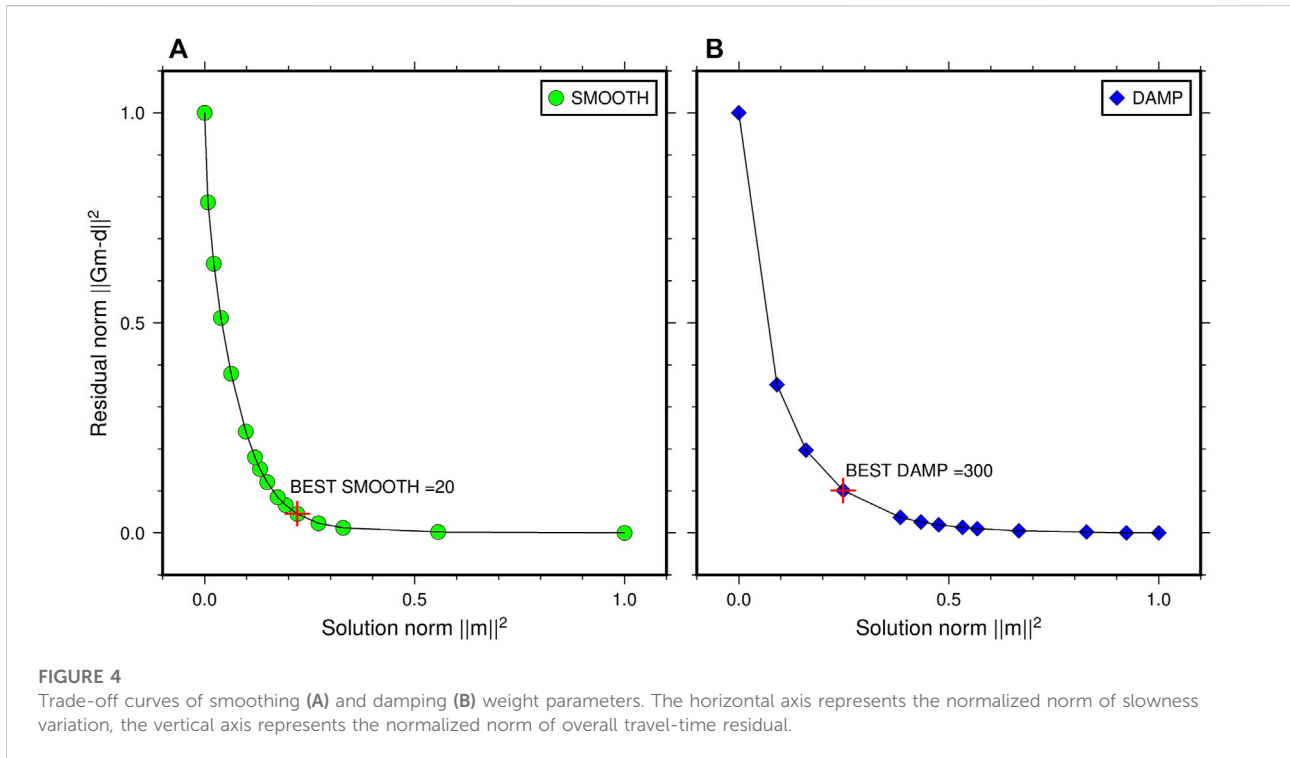 A
B
SMOOTH
DAMP
1.0
0.5
0.0
Residual norm ||Gm-d||²
BEST SMOOTH =20
BEST DAMP =300
0.0 0.5 1.0
0.0 0.5 1.0
Solution norm ||m||²
Solution norm ||m||²
FIGURE 4
Trade-off curves of smoothing (A) and damping (B) weight parameters. The horizontal axis represents the normalized norm of slowness
variation, the vertical axis represents the normalized norm of overall travel-time residual.